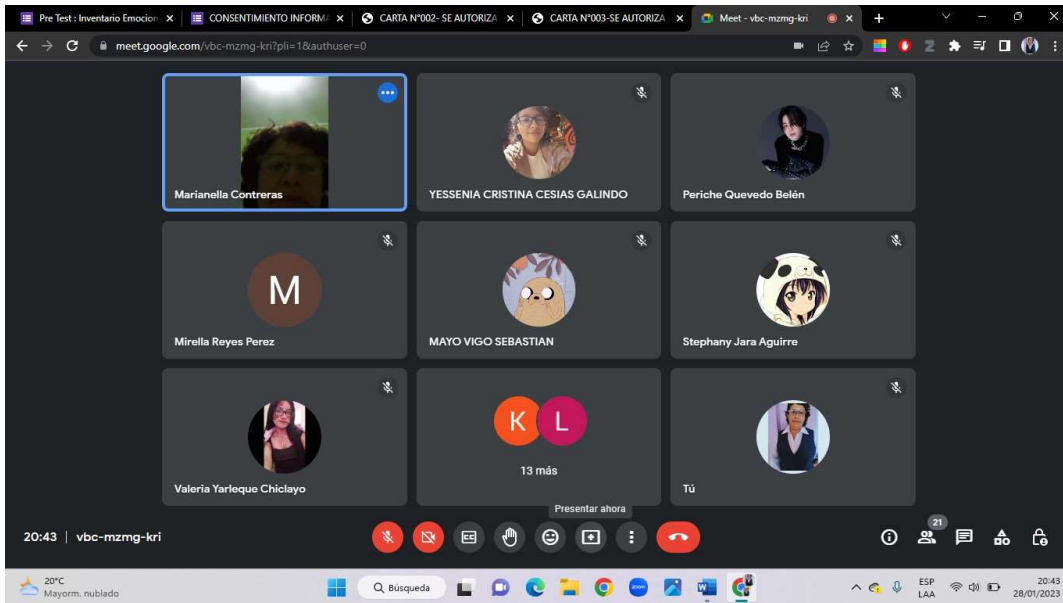 Pre Test : Inventario Emocion
CONSENTIMIENTO INFORMA
CARTA N°002- SE AUTORIZA
CARTA N°003-SE AUTORIZA
Meet - vbc-mzmg-kri
meet.google.com/vbc-mzmg-kri?pli=1&authuser=0
Marianella Contreras
YESSENIA CRISTINA CESIAS GALINDO
Periche Quevedo Belén
M
Mirella Reyes Perez
MAYO VIGO SEBASTIAN
Stephany Jara Aguirre
Valeria Yarleque Chiclayo
K L
13 más
Tú
Presentar ahora
20:43 | vbc-mzmg-kri
21
20°C
Mayorm. nublado
Búsqueda
zoom
ESP
LAA
20:43
28/01/2023